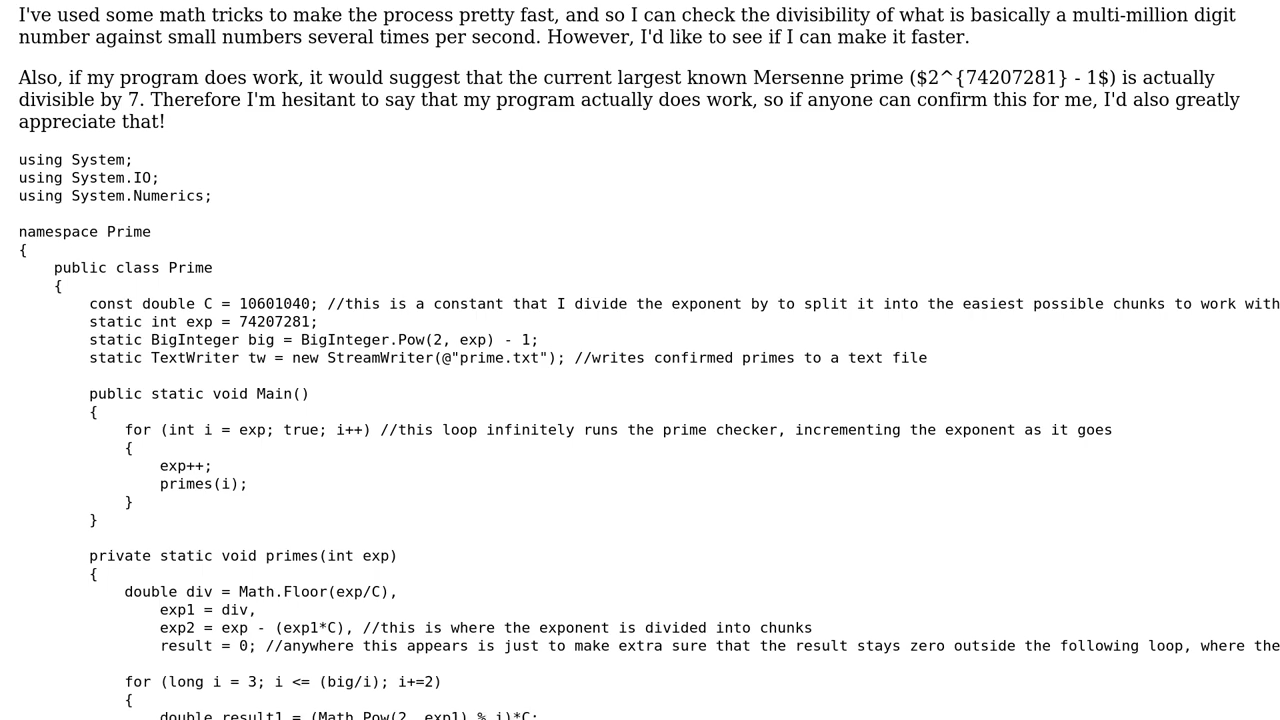 I've used some math tricks to make the process pretty fast, and so I can check the divisibility of what is basically a multi-million digit
number against small numbers several times per second. However, I'd like to see if I can make it faster.
Also, if my program does work, it would suggest that the current largest known Mersenne prime ($2^{74207281} - 1$) is actually
divisible by 7. Therefore I'm hesitant to say that my program actually does work, so if anyone can confirm this for me, I'd also greatly
appreciate that!
using System;
using System.IO;
using System.Numerics;
namespace Prime
{
    public class Prime
    {
        const double C = 10601040; //this is a constant that I divide the exponent by to split it into the easiest possible chunks to work with
        static int exp = 74207281;
        static BigInteger big = BigInteger.Pow(2, exp) - 1;
        static TextWriter tw = new StreamWriter(@"prime.txt"); //writes confirmed primes to a text file
        public static void Main()
        {
            for (int i = exp; true; i++) //this loop infinitely runs the prime checker, incrementing the exponent as it goes
            {
                exp++;
                primes(i);
            }
        }
        private static void primes(int exp)
        {
            double div = Math.Floor(exp/C),
                exp1 = div,
                exp2 = exp - (exp1*C), //this is where the exponent is divided into chunks
                result = 0; //anywhere this appears is just to make extra sure that the result stays zero outside the following loop, where the
            for (long i = 3; i <= (big/i); i+=2)
            {
                double result1 = (Math.Pow(2, exp1) % i)*C;